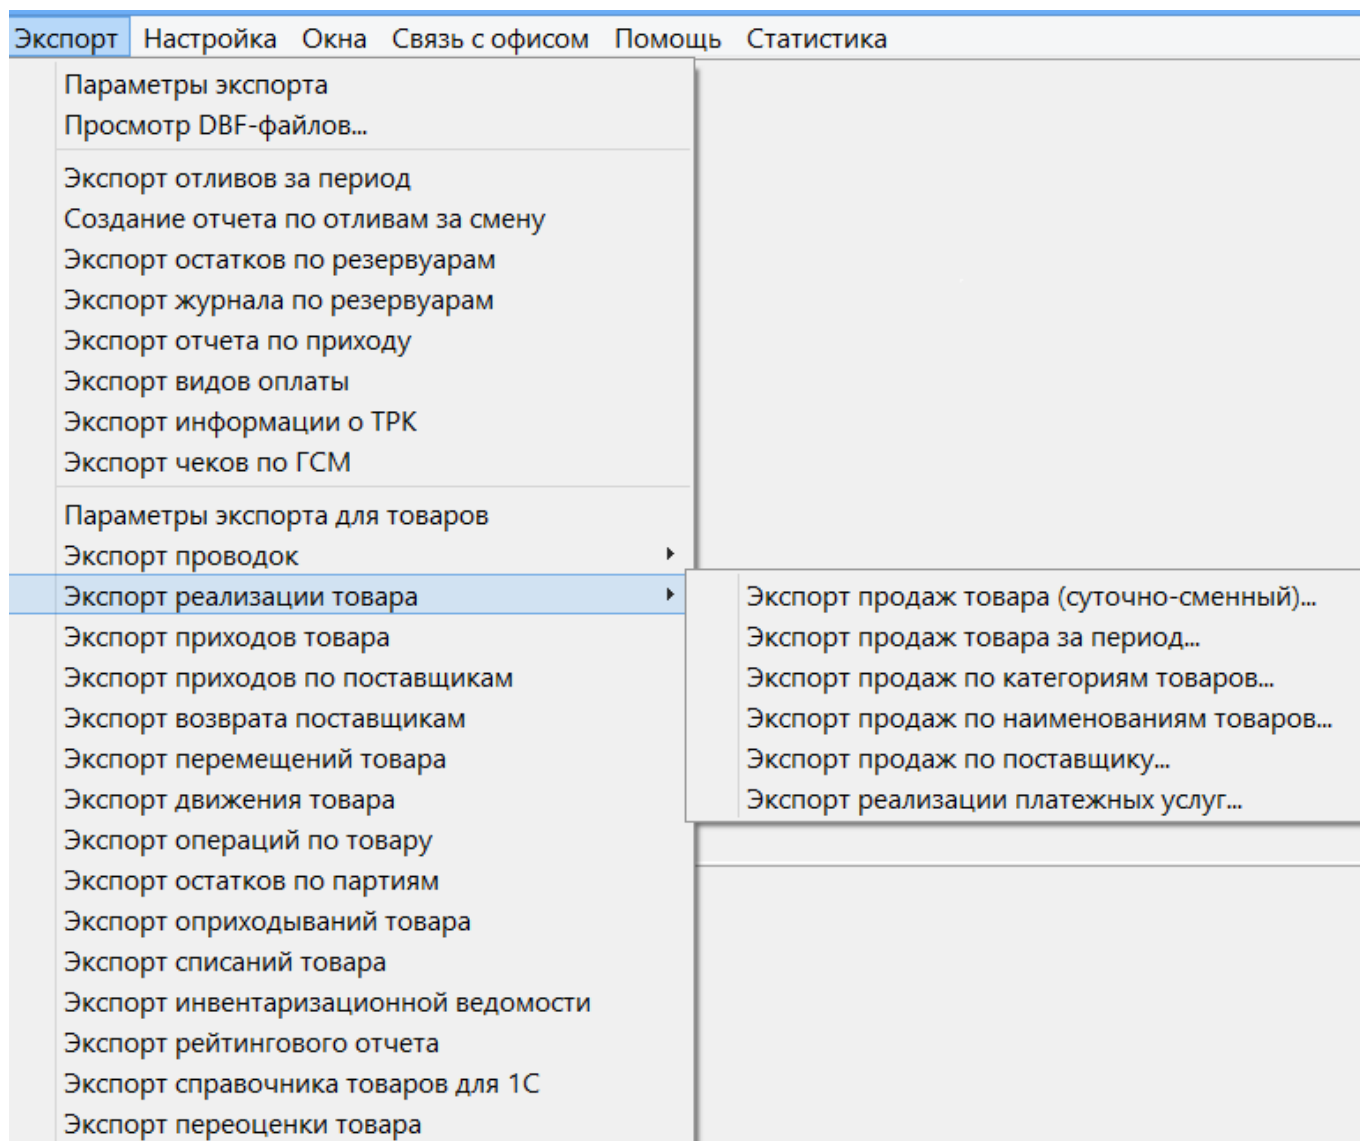 Экспорт Настройка Окна Связь с офисом Помощь Статистика
Параметры экспорта
Просмотр DBF-файлов...
Экспорт отливов за период
Создание отчета по отливам за смену
Экспорт остатков по резервуарам
Экспорт журнала по резервуарам
Экспорт отчета по приходу
Экспорт видов оплаты
Экспорт информации о ТРК
Экспорт чеков по ГСМ
Параметры экспорта для товаров
Экспорт проводок
Экспорт реализации товара
Экспорт приходов товара
Экспорт приходов по поставщикам
Экспорт возврата поставщикам
Экспорт перемещений товара
Экспорт движения товара
Экспорт операций по товару
Экспорт остатков по партиям
Экспорт оприходываний товара
Экспорт списаний товара
Экспорт инвентаризационной ведомости
Экспорт рейтингового отчета
Экспорт справочника товаров для 1С
Экспорт переоценки товара
Экспорт продаж товара (суточно-сменный)...
Экспорт продаж товара за период...
Экспорт продаж по категориям товаров...
Экспорт продаж по наименованиям товаров...
Экспорт продаж по поставщику...
Экспорт реализации платежных услуг...